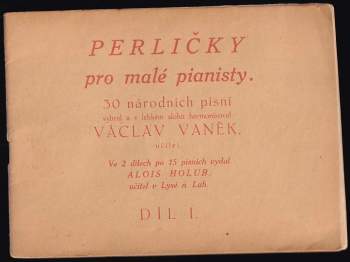 PERLIČKY
pro malé pianisty.
30 národních písní
vybral a v lehkém slohu harmonisoval
VÁCLAV VANĚK,
učitel.
Ve 2 dílech po 15 písních vydal
ALOIS HOLUB,
učitel v Lysé n. Lab.
DÍL I.